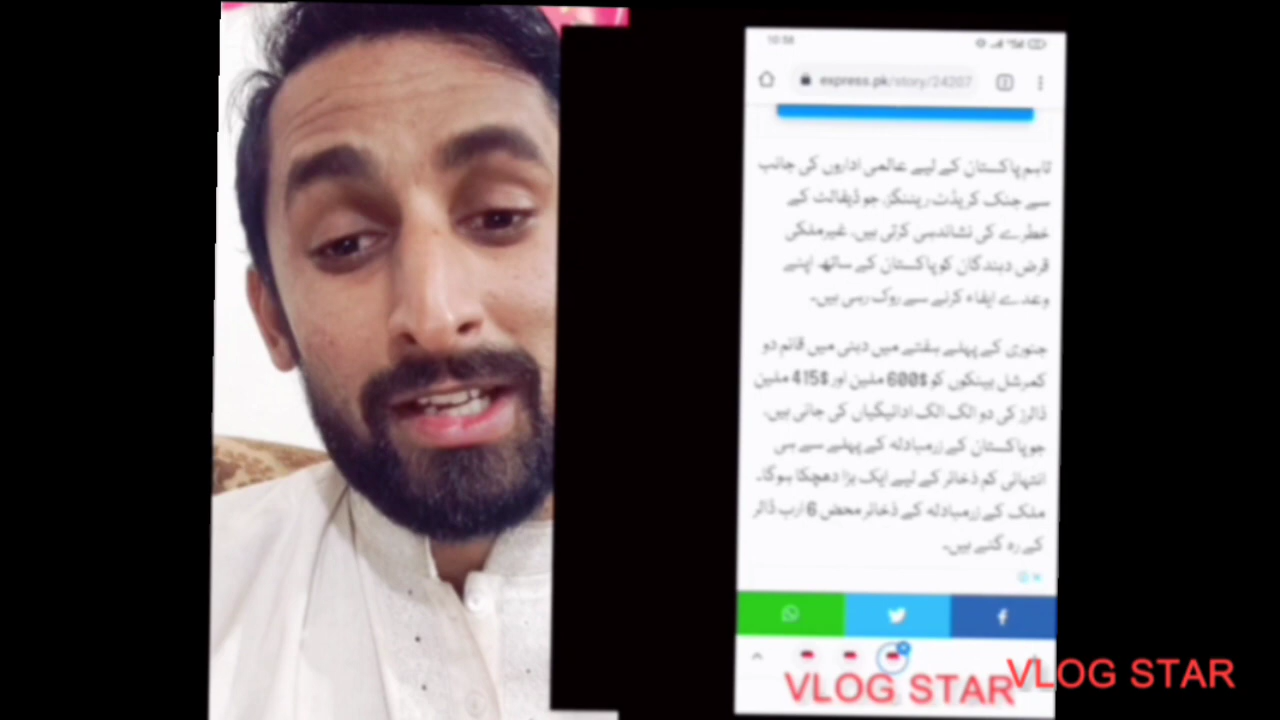 10:56
express.pk/story/24207
تاہم پاکستان کے لیے عالمی اداروں کی جانب
سے جنک کریڈٹ ریٹنگز، جو ڈیفالٹ کے
خطرے کی نشاندہی کرتی ہیں۔ غیرملکی
قرض دہندگان کو پاکستان کے ساتھ اپنے
وعدے ایفاء کرنے سے روک رہی ہیں۔
جنوری کے پہلے ہفتے میں دبئی میں قائم دو
کمرشل بینکوں کو 600$ ملین اور 415$ ملین
ڈالرز کی دو الگ الگ ادائیگیاں کی جانی ہیں،
جو پاکستان کے زرمبادلہ کے پہلے سے ہی
انتہائی کم ذخائر کے لیے ایک بڑا دھچکا ہوگا۔
ملک کے زرمبادلہ کے ذخائر محض 6 ارب ڈالر
کے رہ گئے ہیں۔
VLOG STAR
VLOG STAR